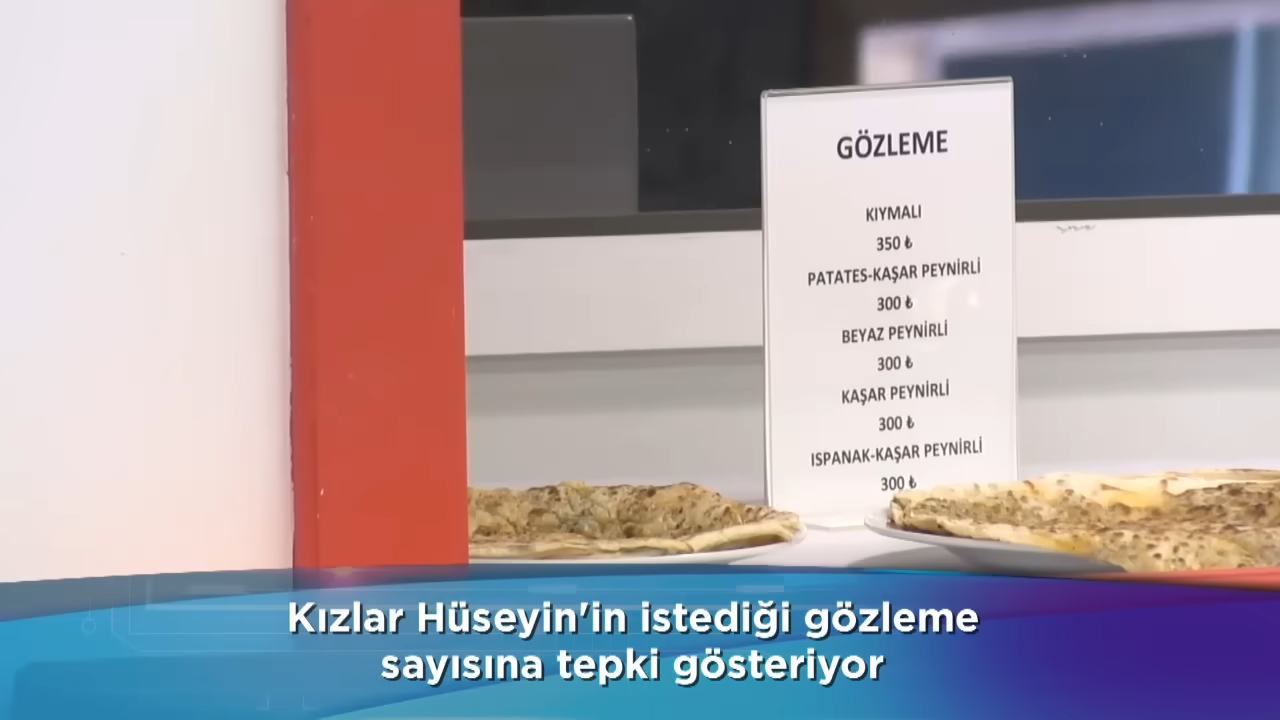 GÖZLEME
KIYMALI
350 ₺
PATATES-KAŞAR PEYNİRLİ
300 ₺
BEYAZ PEYNİRLİ
300 ₺
KAŞAR PEYNİRLİ
300 ₺
ISPANAK-KAŞAR PEYNİRLİ
300 ₺
Kızlar Hüseyin'in istediği gözleme
sayısına tepki gösteriyor